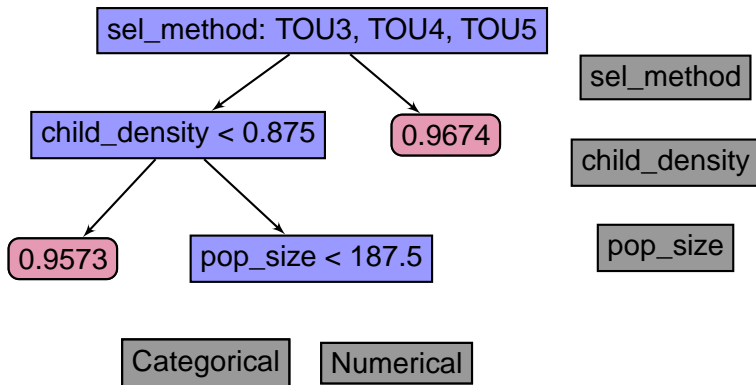 sel_method: TOU3, TOU4, TOU5
sel_method
child_density < 0.875
0.9674
child_density
0.9573
pop_size < 187.5
pop_size
Categorical
Numerical